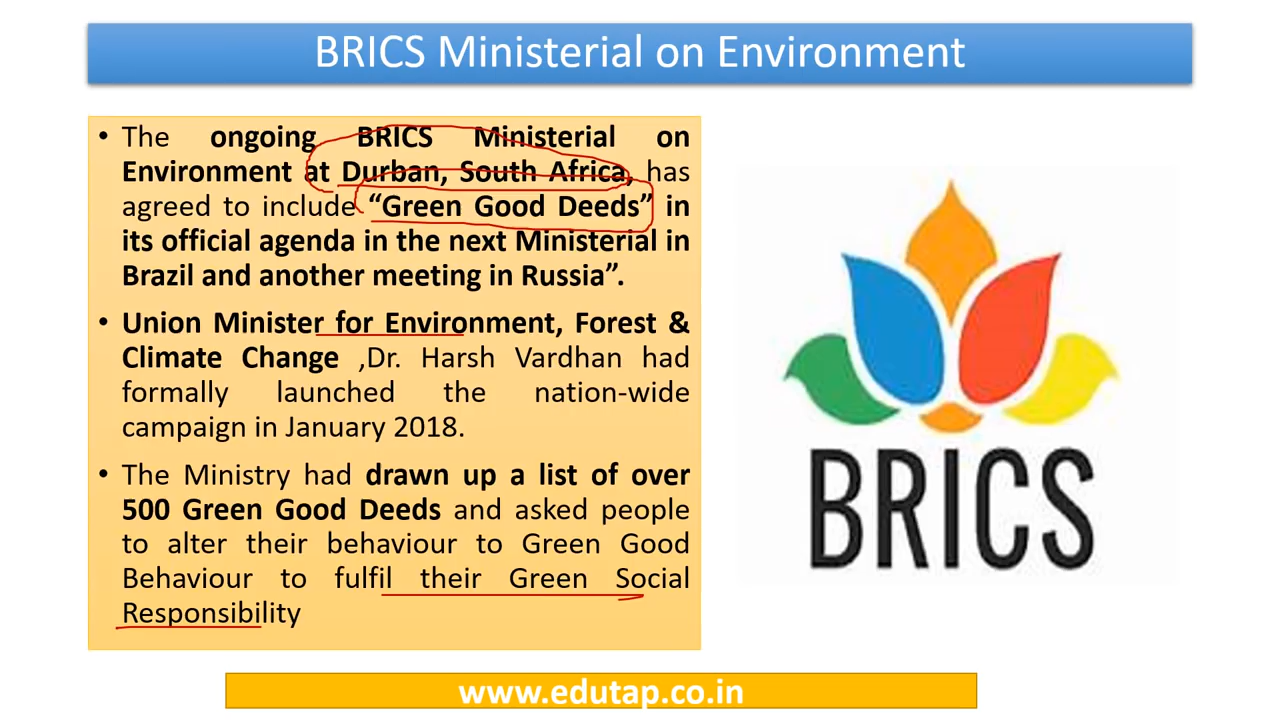 BRICS Ministerial on Environment
• The ongoing BRICS Ministerial on
Environment at Durban, South Africa, has
agreed to include “Green Good Deeds” in
its official agenda in the next Ministerial in
Brazil and another meeting in Russia”.
• Union Minister for Environment, Forest &
Climate Change ,Dr. Harsh Vardhan had
formally launched the nation-wide
campaign in January 2018.
• The Ministry had drawn up a list of over
500 Green Good Deeds and asked people
to alter their behaviour to Green Good
Behaviour to fulfil their Green Social
Responsibility
BRICS
www.edutap.co.in